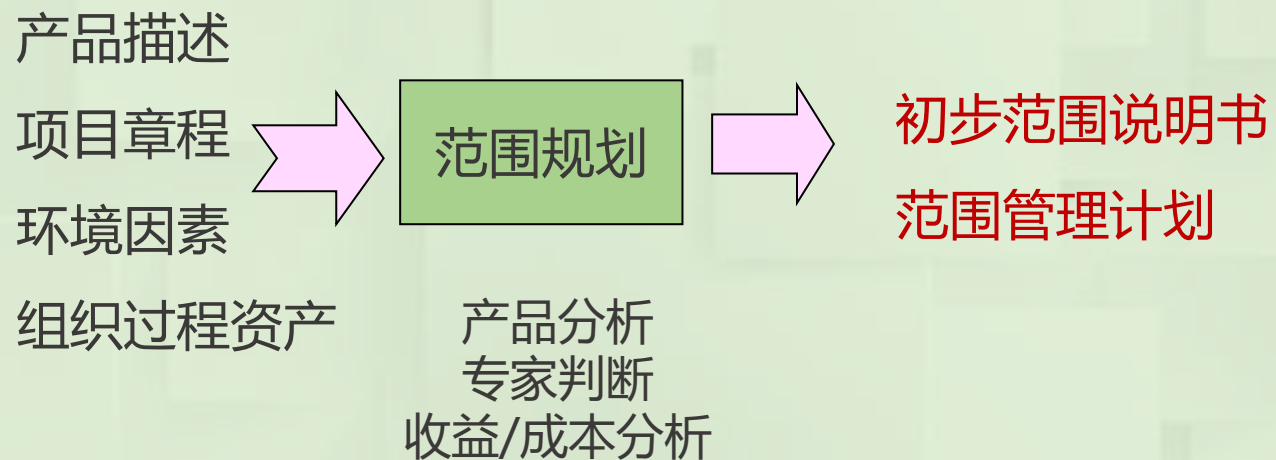 产品描述
项目章程
环境因素
组织过程资产
范围规划
产品分析
专家判断
收益/成本分析
初步范围说明书
范围管理计划